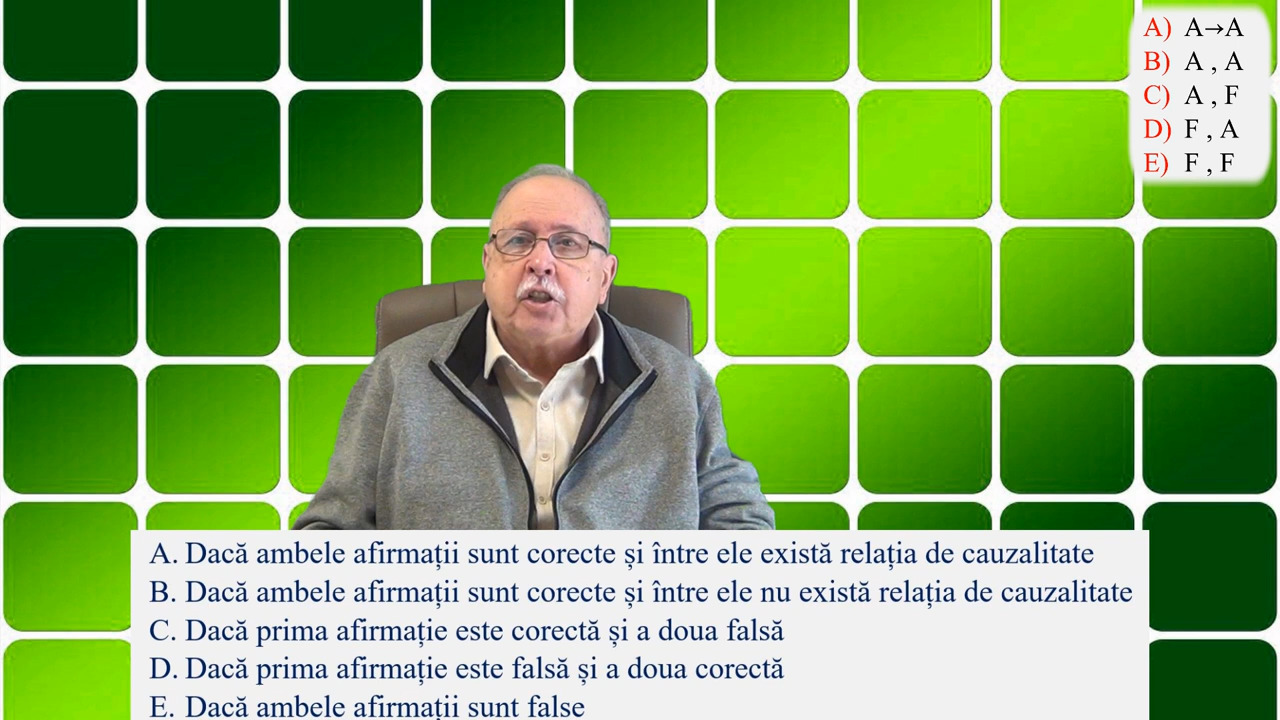 A) A→A
B) A , A
C) A , F
D) F , A
E) F , F
A. Dacă ambele afirmații sunt corecte și între ele există relația de cauzalitate
B. Dacă ambele afirmații sunt corecte și între ele nu există relația de cauzalitate
C. Dacă prima afirmație este corectă și a doua falsă
D. Dacă prima afirmație este falsă și a doua corectă
E. Dacă ambele afirmații sunt false